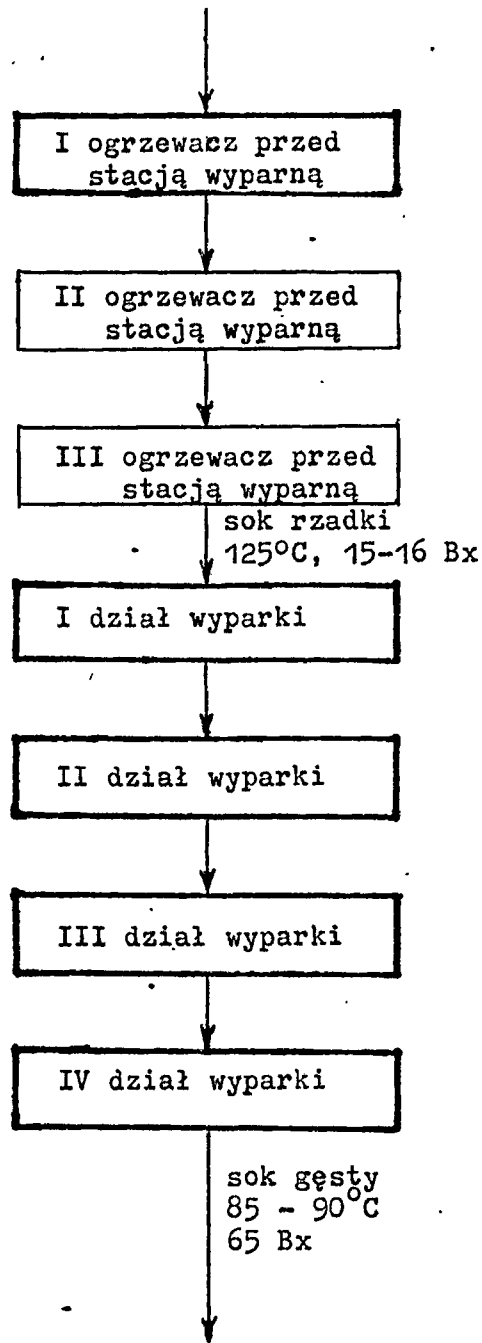 I ogrzewacz przed
stacją wyparną
II ogrzewacz przed
stacją wyparną
III ogrzewacz przed
stacją wyparną
sok rzadki
125°C, 15-16 Bx
I dział wyparki
II dział wyparki
III dział wyparki
IV dział wyparki
sok gęsty
85 - 90°C
65 Bx